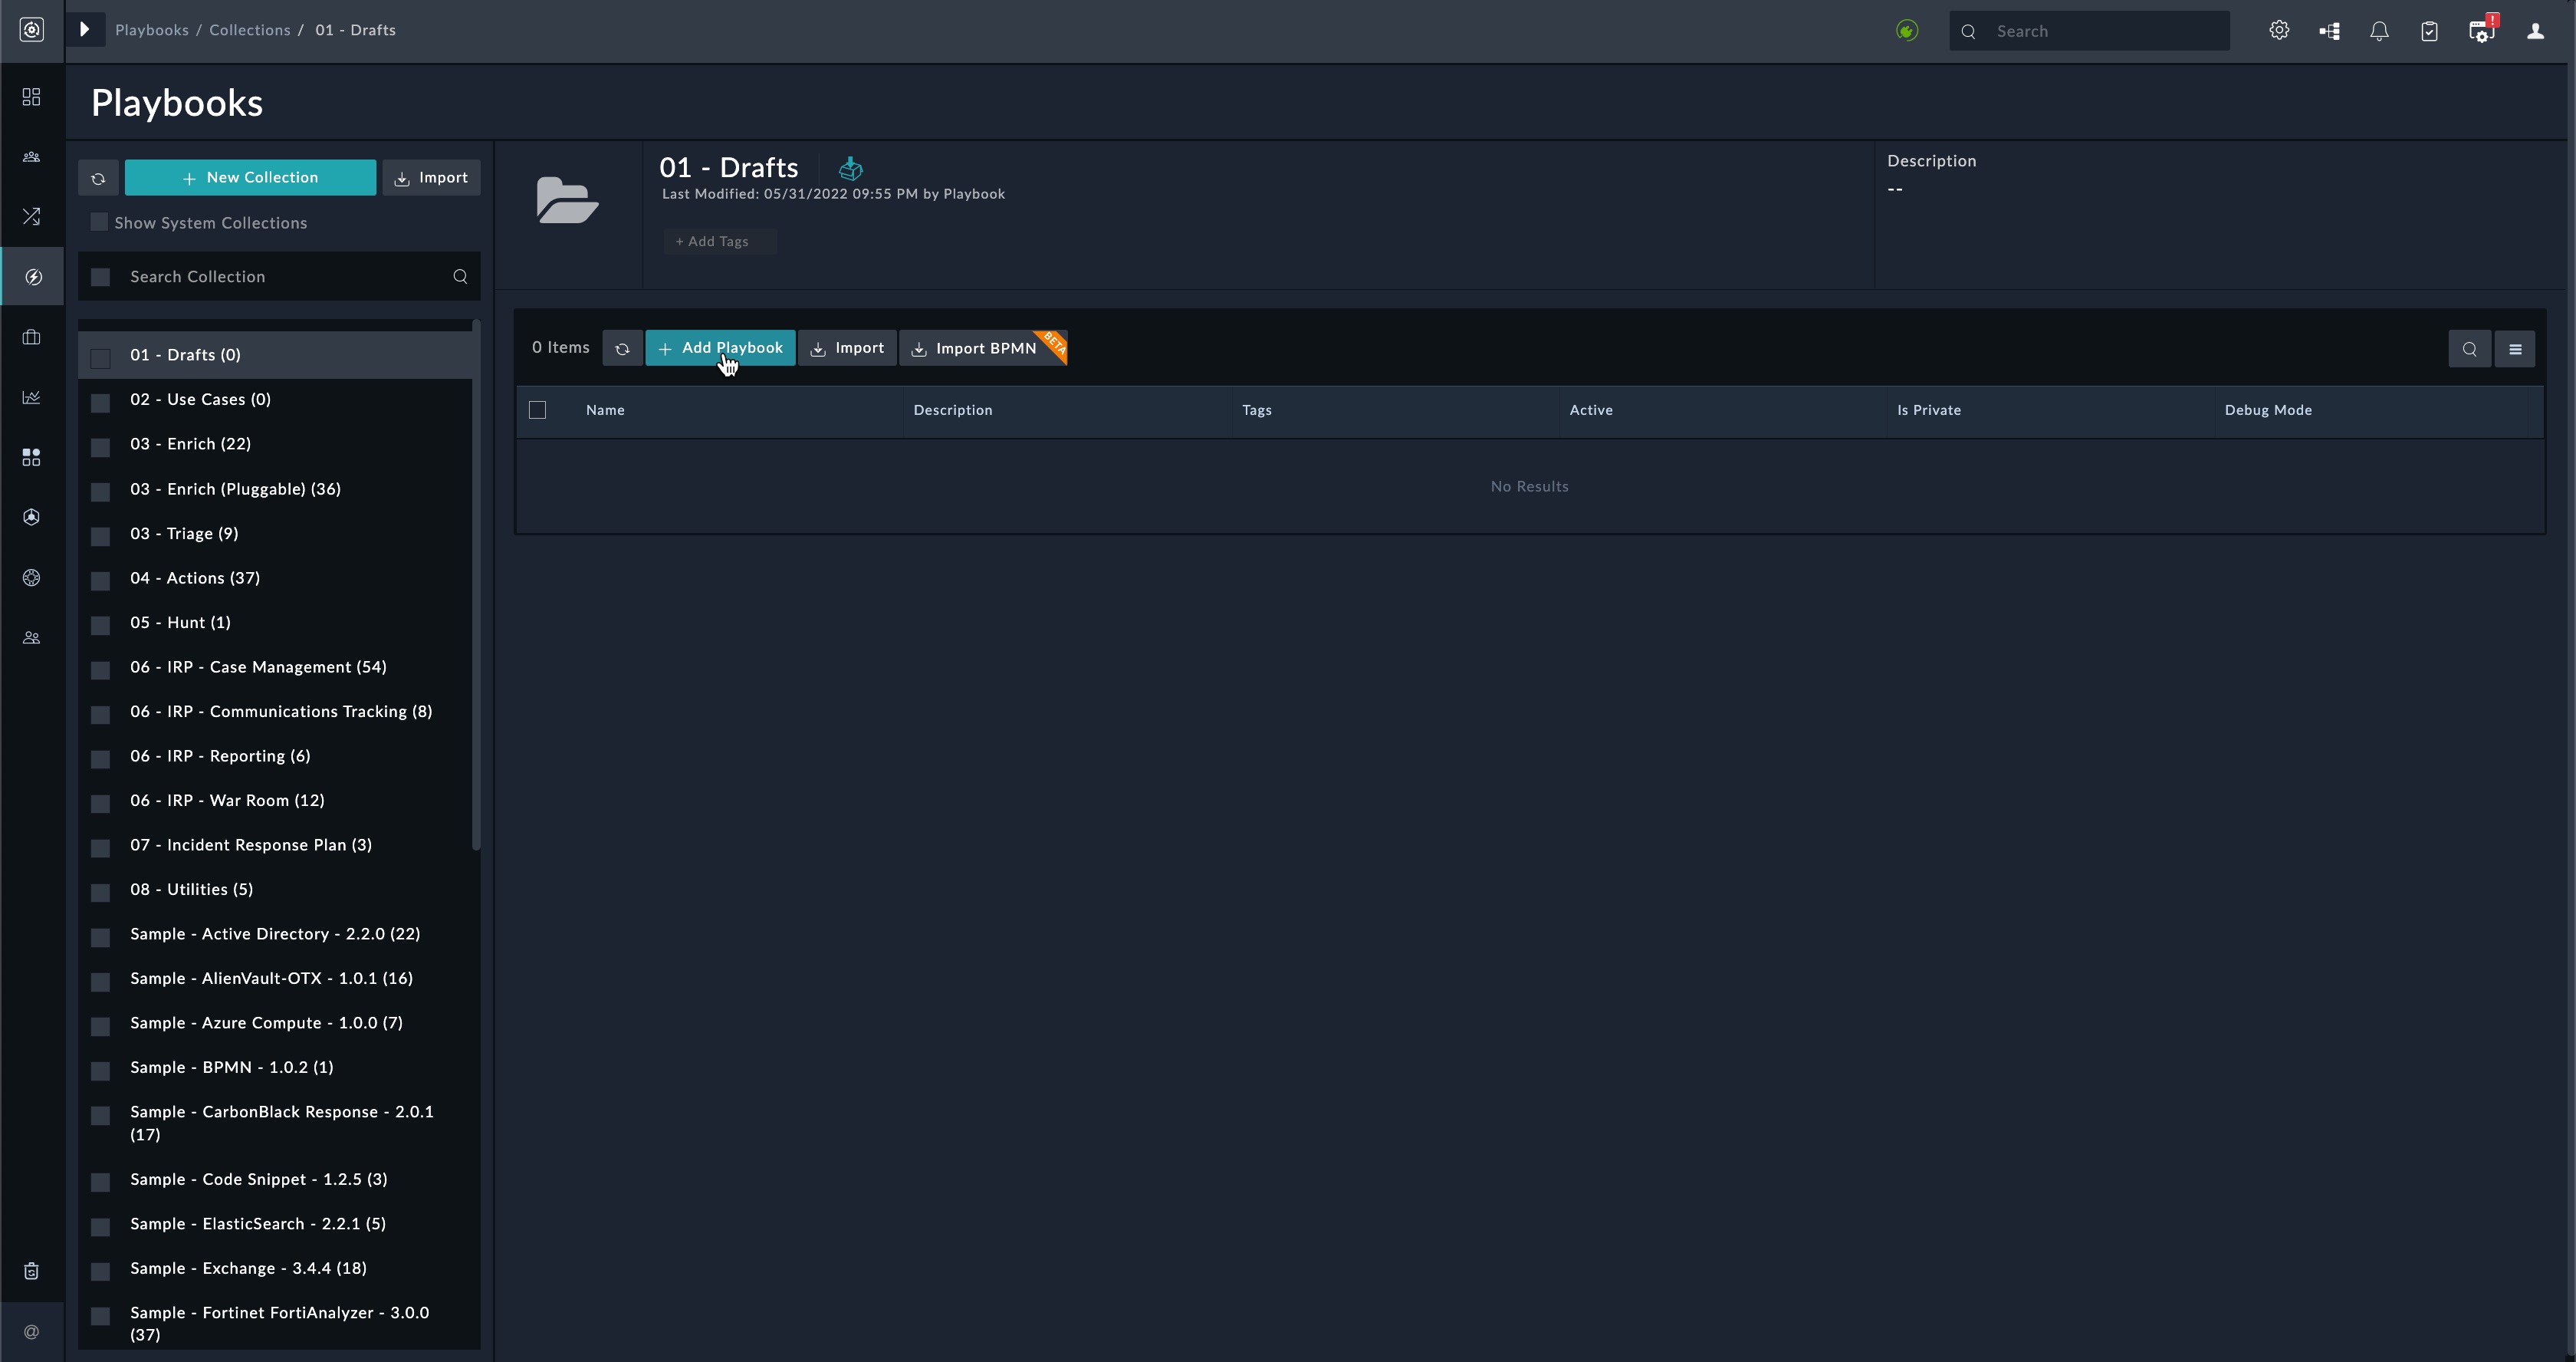 Playbooks / Collections / 01 - Drafts
Search
!
Playbooks
+ New Collection
Import
Show System Collections
Search Collection
01 - Drafts (0)
02 - Use Cases (0)
03 - Enrich (22)
03 - Enrich (Pluggable) (36)
03 - Triage (9)
04 - Actions (37)
05 - Hunt (1)
06 - IRP - Case Management (54)
06 - IRP - Communications Tracking (8)
06 - IRP - Reporting (6)
06 - IRP - War Room (12)
07 - Incident Response Plan (3)
08 - Utilities (5)
Sample - Active Directory - 2.2.0 (22)
Sample - AlienVault-OTX - 1.0.1 (16)
Sample - Azure Compute - 1.0.0 (7)
Sample - BPMN - 1.0.2 (1)
Sample - CarbonBlack Response - 2.0.1
(17)
Sample - Code Snippet - 1.2.5 (3)
Sample - ElasticSearch - 2.2.1 (5)
Sample - Exchange - 3.4.4 (18)
Sample - Fortinet FortiAnalyzer - 3.0.0
(37)
@
01 - Drafts
Last Modified: 05/31/2022 09:55 PM by Playbook
+ Add Tags
Description
--
0 Items
+ Add Playbook
Import
Import BPMN
BETA
Name Description Tags Active Is Private Debug Mode
No Results